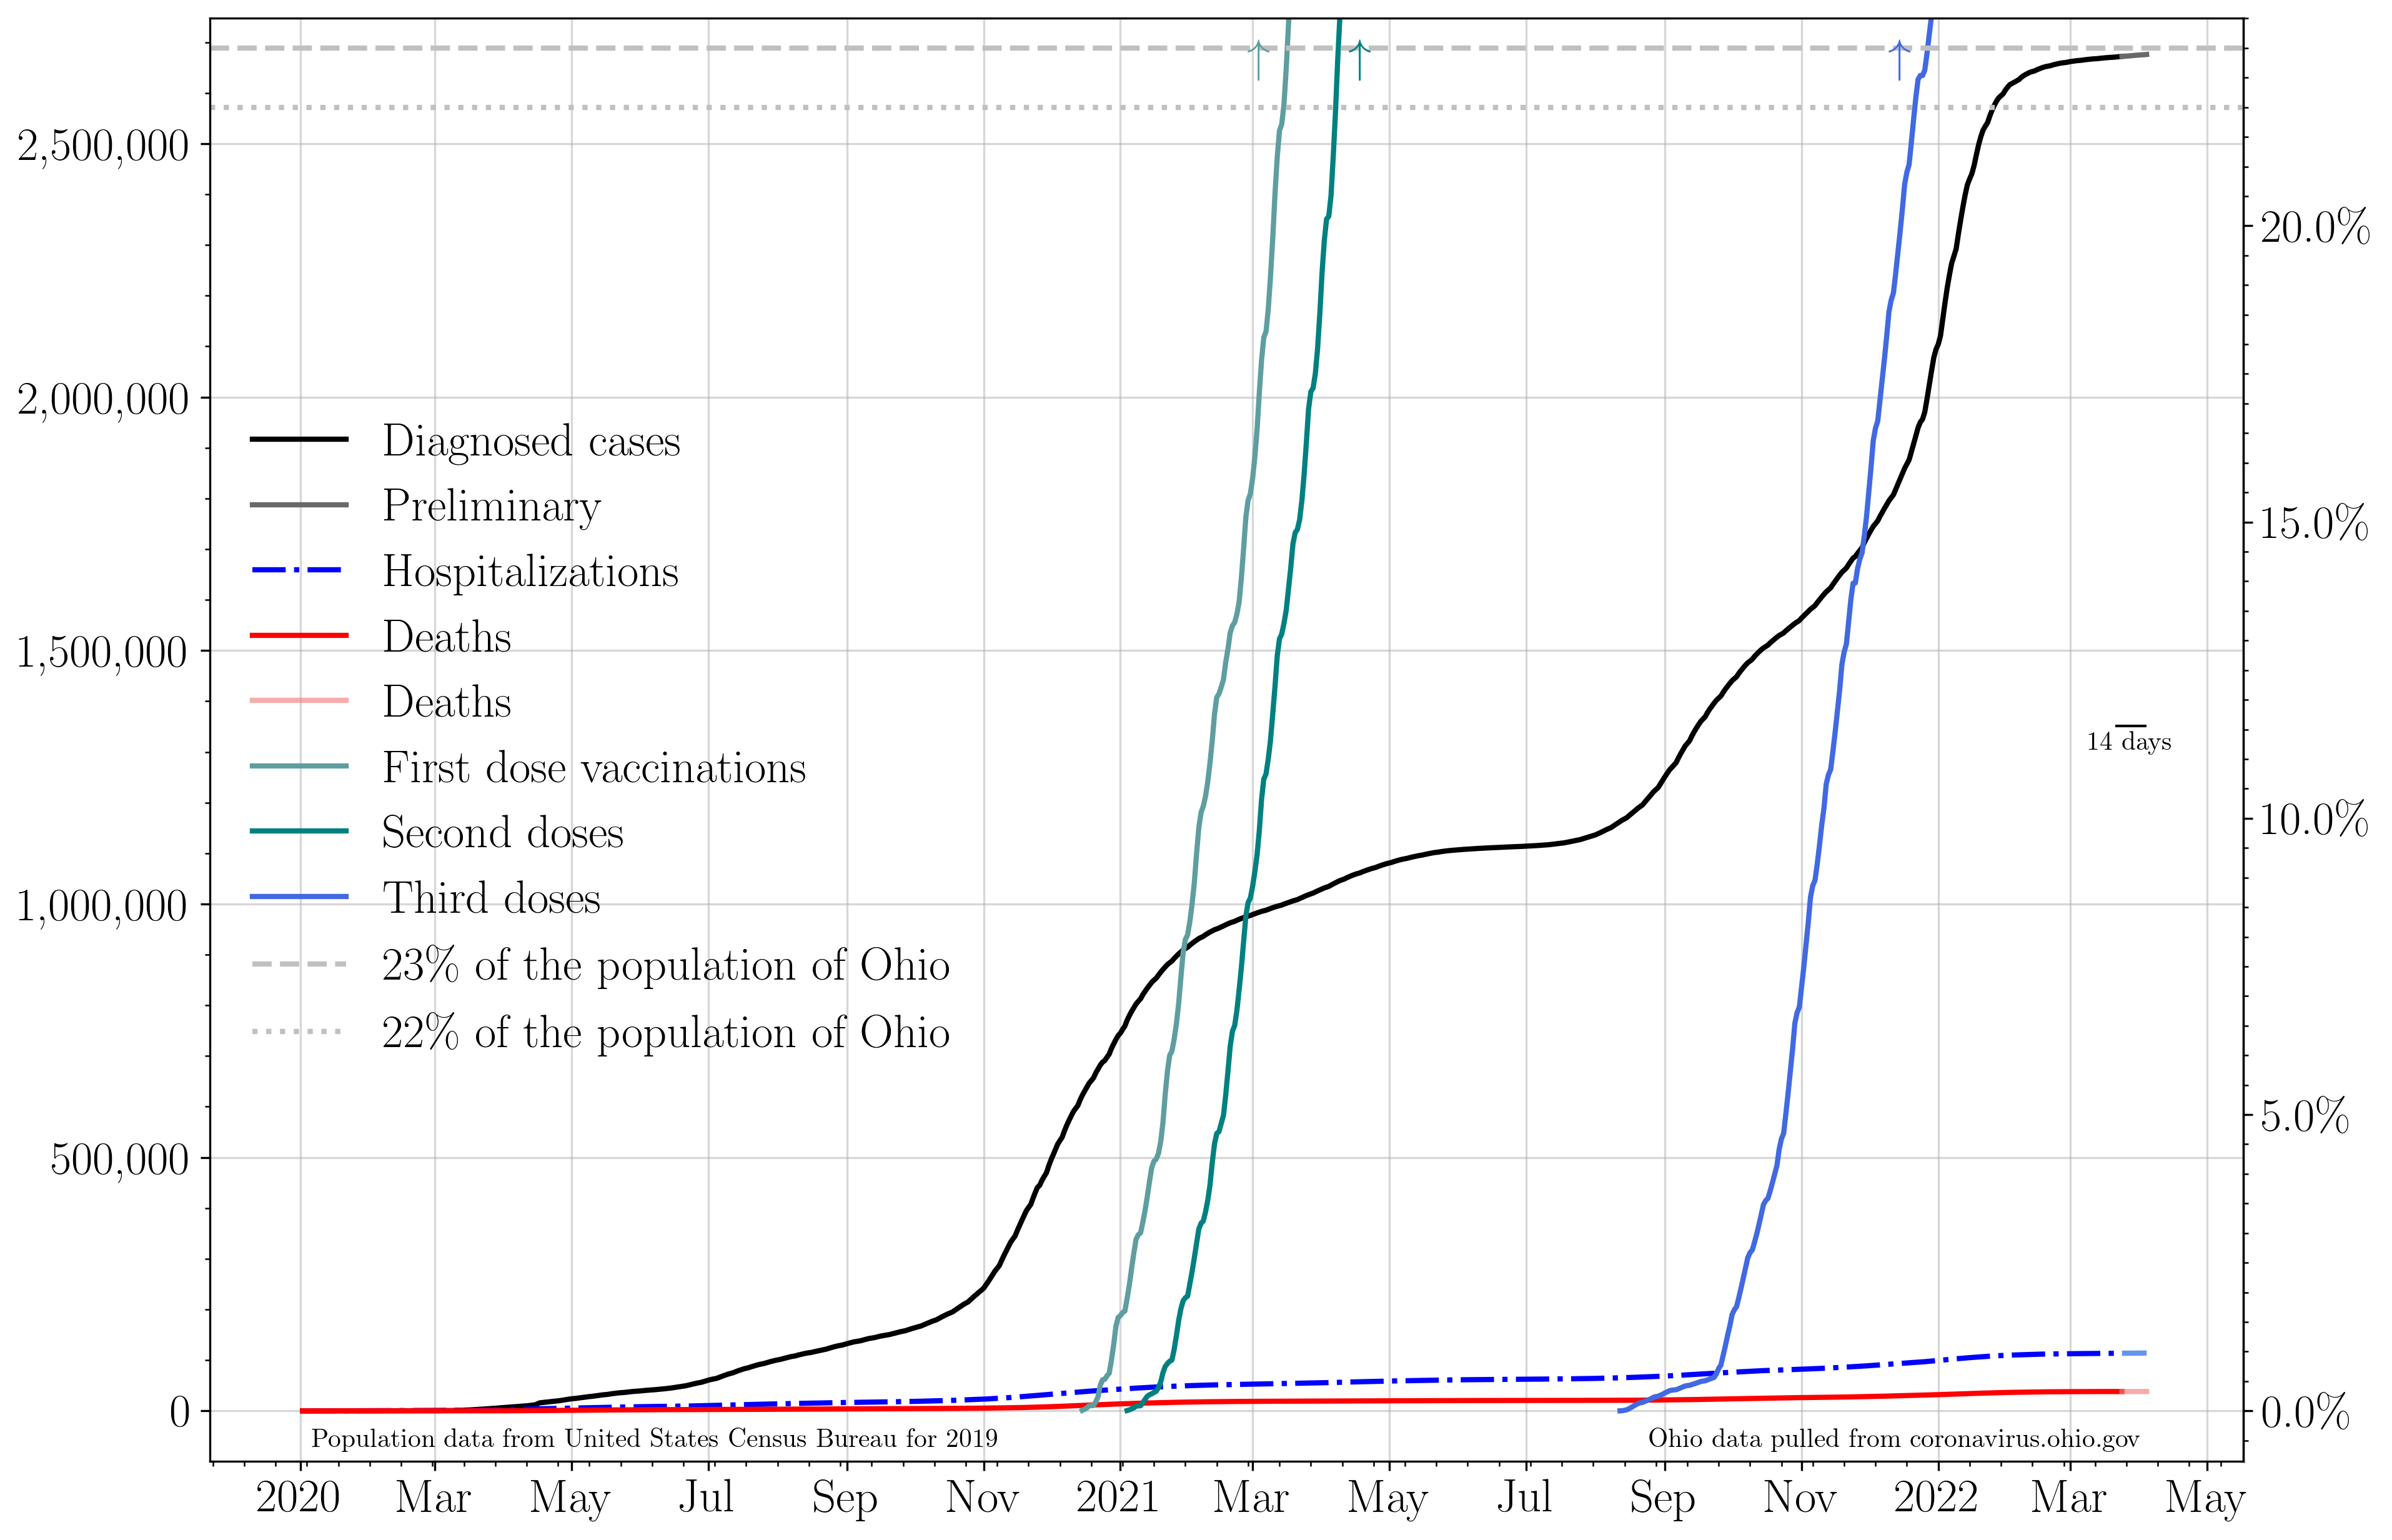 2,500,000
2,000,000
1,500,000
1,000,000
500,000
0
20.0%
15.0%
10.0%
5.0%
0.0%
Diagnosed cases
Preliminary
Hospitalizations
Deaths
Deaths
First dose vaccinations
Second doses
Third doses
23% of the population of Ohio
22% of the population of Ohio
14 days
Population data from United States Census Bureau for 2019
Ohio data pulled from coronavirus.ohio.gov
2020 Mar May Jul Sep Nov 2021 Mar May Jul Sep Nov 2022 Mar May